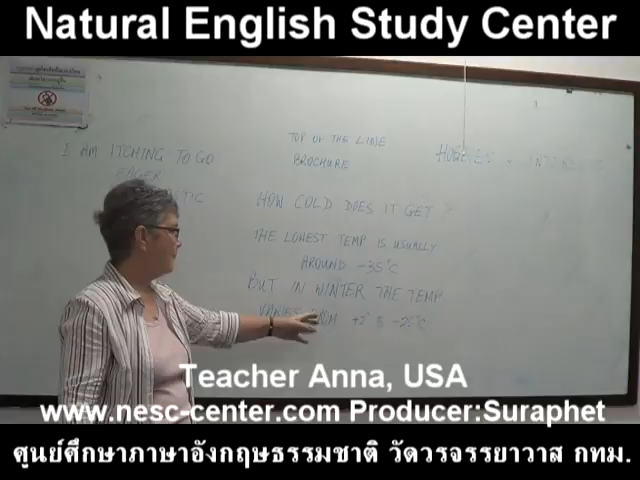 Natural English Study Center
I AM ITCHING TO GO
EAGER
TOP OF THE LINE
BROCHURE
HOW COLD DOES IT GET ?
THE LOWEST TEMP IS USUALLY
AROUND -35°C
BUT IN WINTER THE TEMP
VARIES
Teacher Anna, USA
www.nesc-center.com Producer:Suraphet
ศูนย์ศึกษาภาษาอังกฤษธรรมชาติ วัดวรจรรยาวาส กทม.